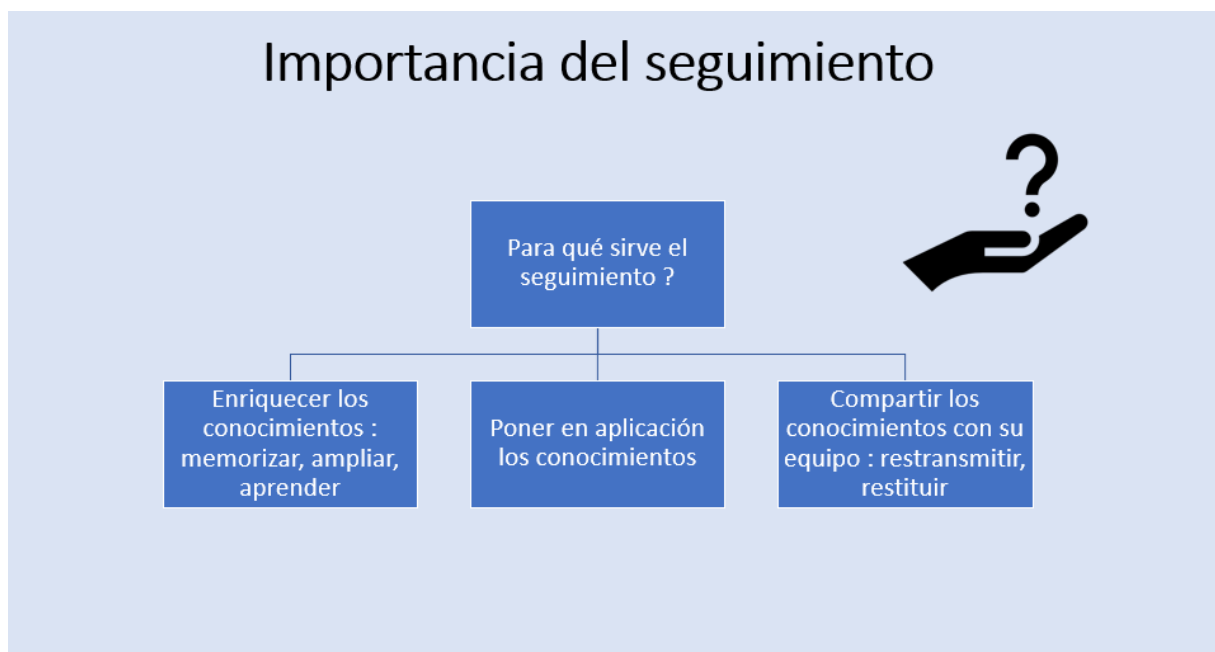 Importancia del seguimiento
Para qué sirve el
seguimiento ?
Enriquecer los
conocimientos :
memorizar, ampliar,
aprender
Poner en aplicación
los conocimientos
Compartir los
conocimientos con su
equipo : restransmitir,
restituir